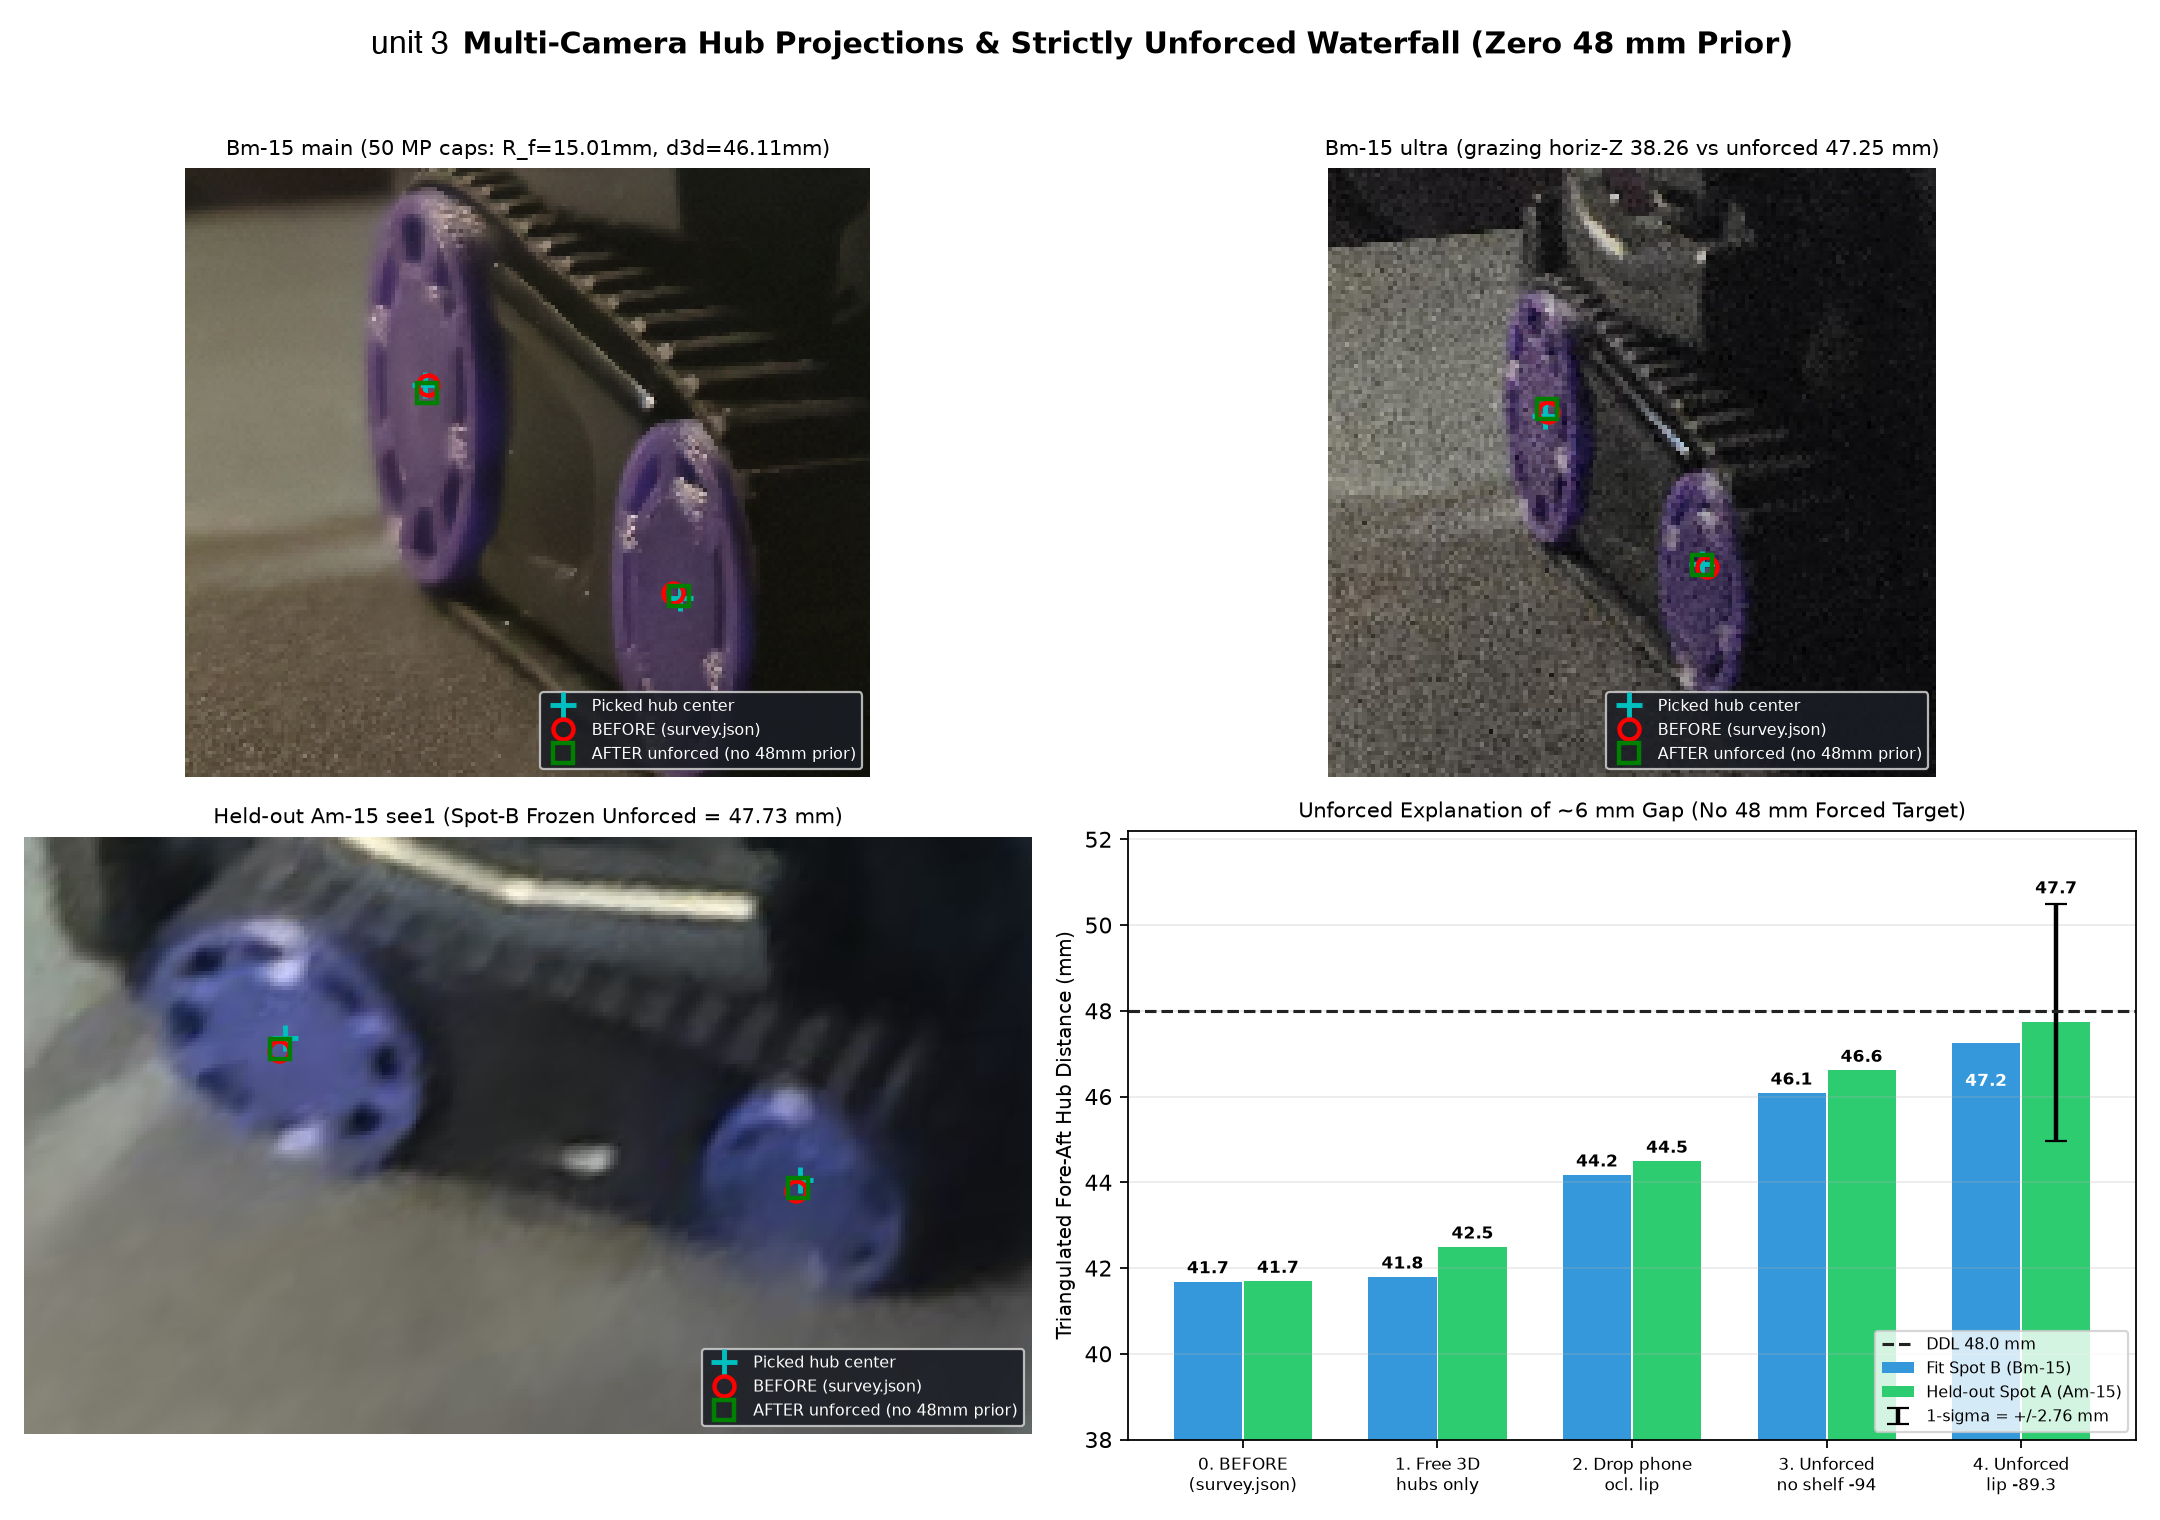 unit 3 Multi-Camera Hub Projections & Strictly Unforced Waterfall (Zero 48 mm Prior)
Bm-15 main (50 MP caps: R_f=15.01mm, d3d=46.11mm)
Picked hub center
BEFORE (survey.json)
AFTER unforced (no 48mm prior)
Bm-15 ultra (grazing horiz-Z 38.26 vs unforced 47.25 mm)
Picked hub center
BEFORE (survey.json)
AFTER unforced (no 48mm prior)
Held-out Am-15 see1 (Spot-B Frozen Unforced = 47.73 mm)
Picked hub center
BEFORE (survey.json)
AFTER unforced (no 48mm prior)
Unforced Explanation of ~6 mm Gap (No 48 mm Forced Target)
Triangulated Fore-Aft Hub Distance (mm)
52
50
48
46
44
42
40
38
41.7
41.7
41.8
42.5
44.2
44.5
46.1
46.6
47.2
47.7
DDL 48.0 mm
Fit Spot B (Bm-15)
Held-out Spot A (Am-15)
1-sigma = +/-2.76 mm
0. BEFORE
(survey.json)
1. Free 3D
hubs only
2. Drop phone
ocl. lip
3. Unforced
no shelf -94
4. Unforced
lip -89.3